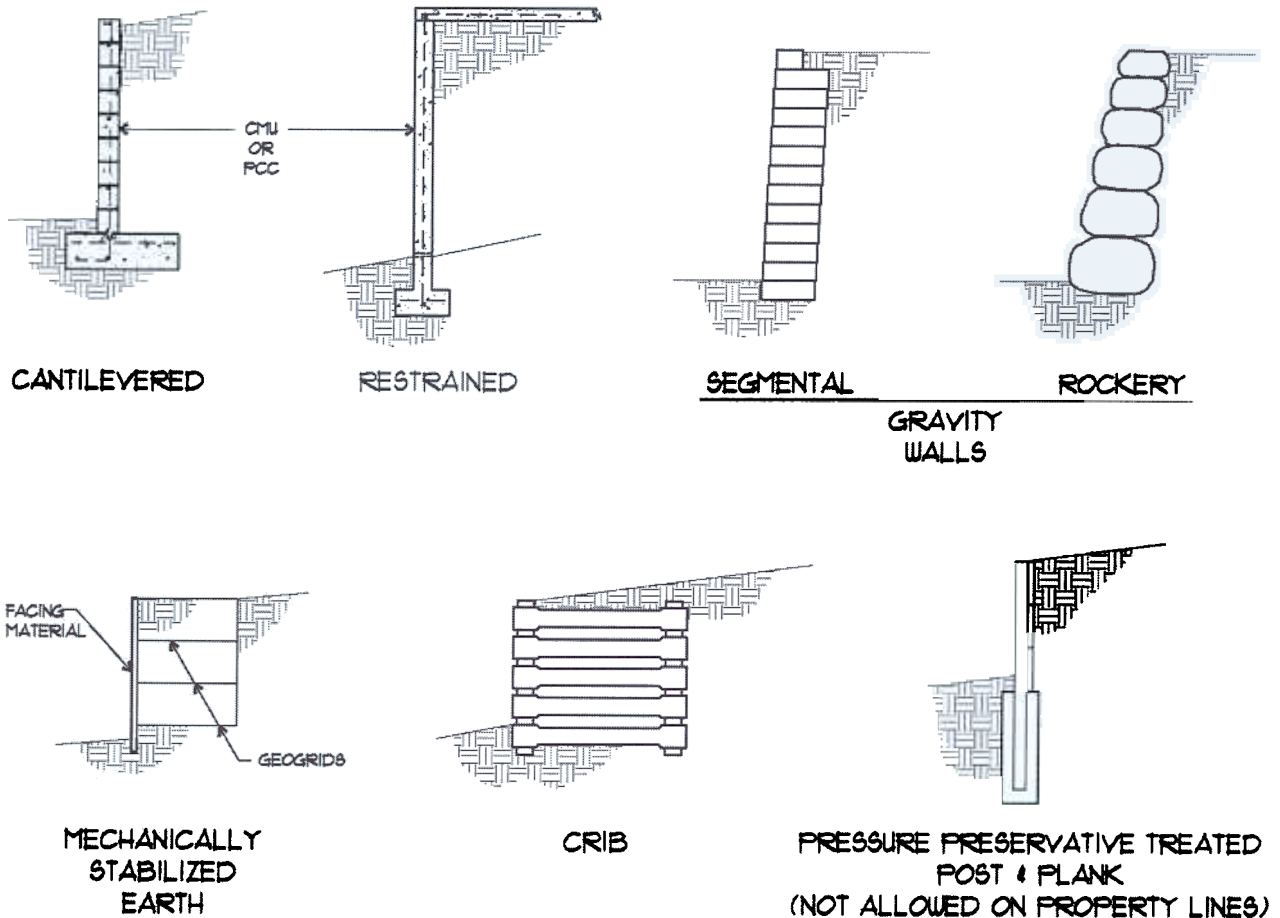 CMU
OR
PCC
CANTILEVERED
RESTRAINED
SEGMENTAL
ROCKERY
GRAVITY
WALLS
FACING
MATERIAL
GEOGRIDS
MECHANICALLY
STABILIZED
EARTH
CRIB
PRESSURE PRESERVATIVE TREATED
POST & PLANK
(NOT ALLOWED ON PROPERTY LINES)